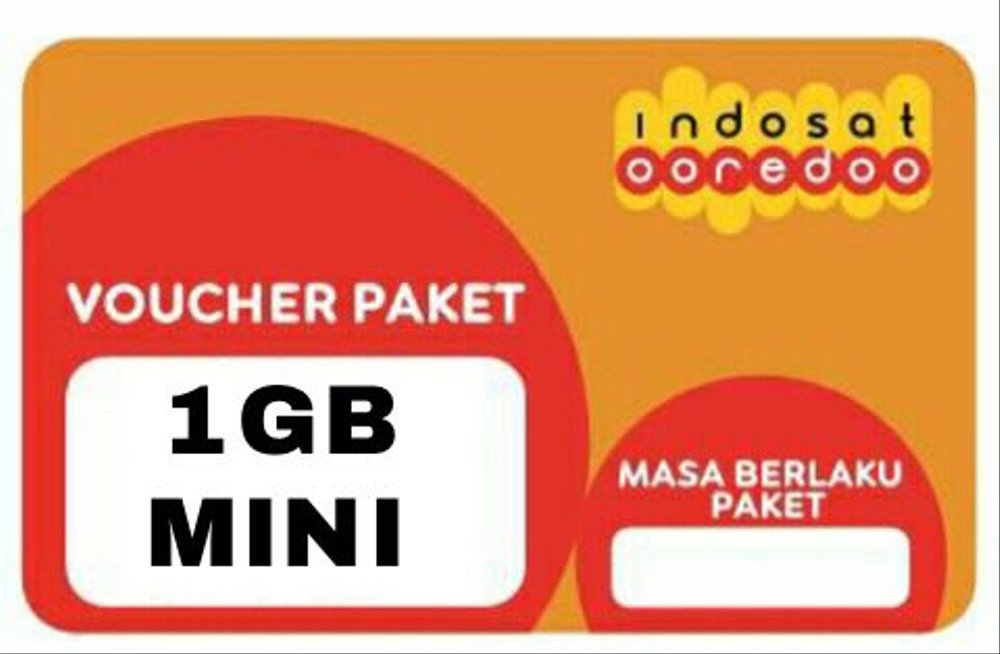 indosat
ooredoo
VOUCHER PAKET
1GB
MINI
MASA BERLAKU
PAKET